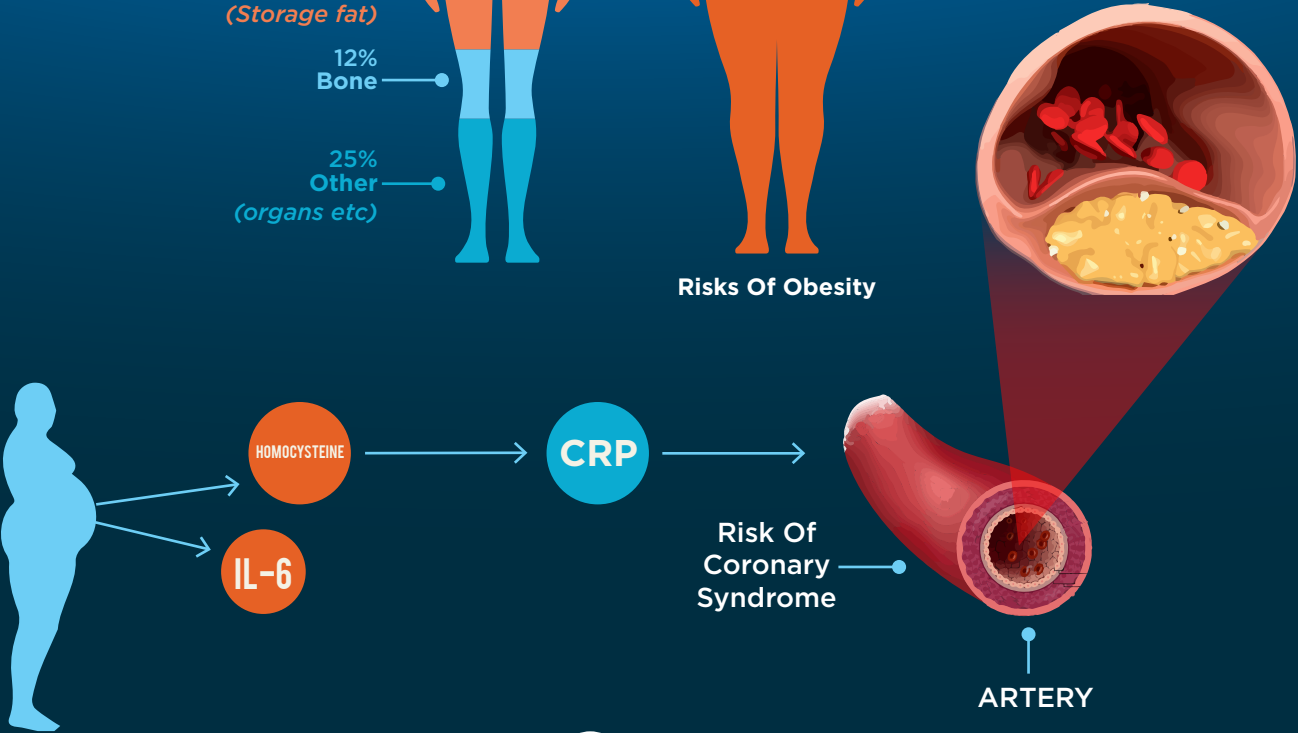 (Storage fat)
12%
Bone
25%
Other
(organs etc)
Risks Of Obesity
HOMOCYSTEINE
CRP
IL-6
Risk Of
Coronary
Syndrome
ARTERY